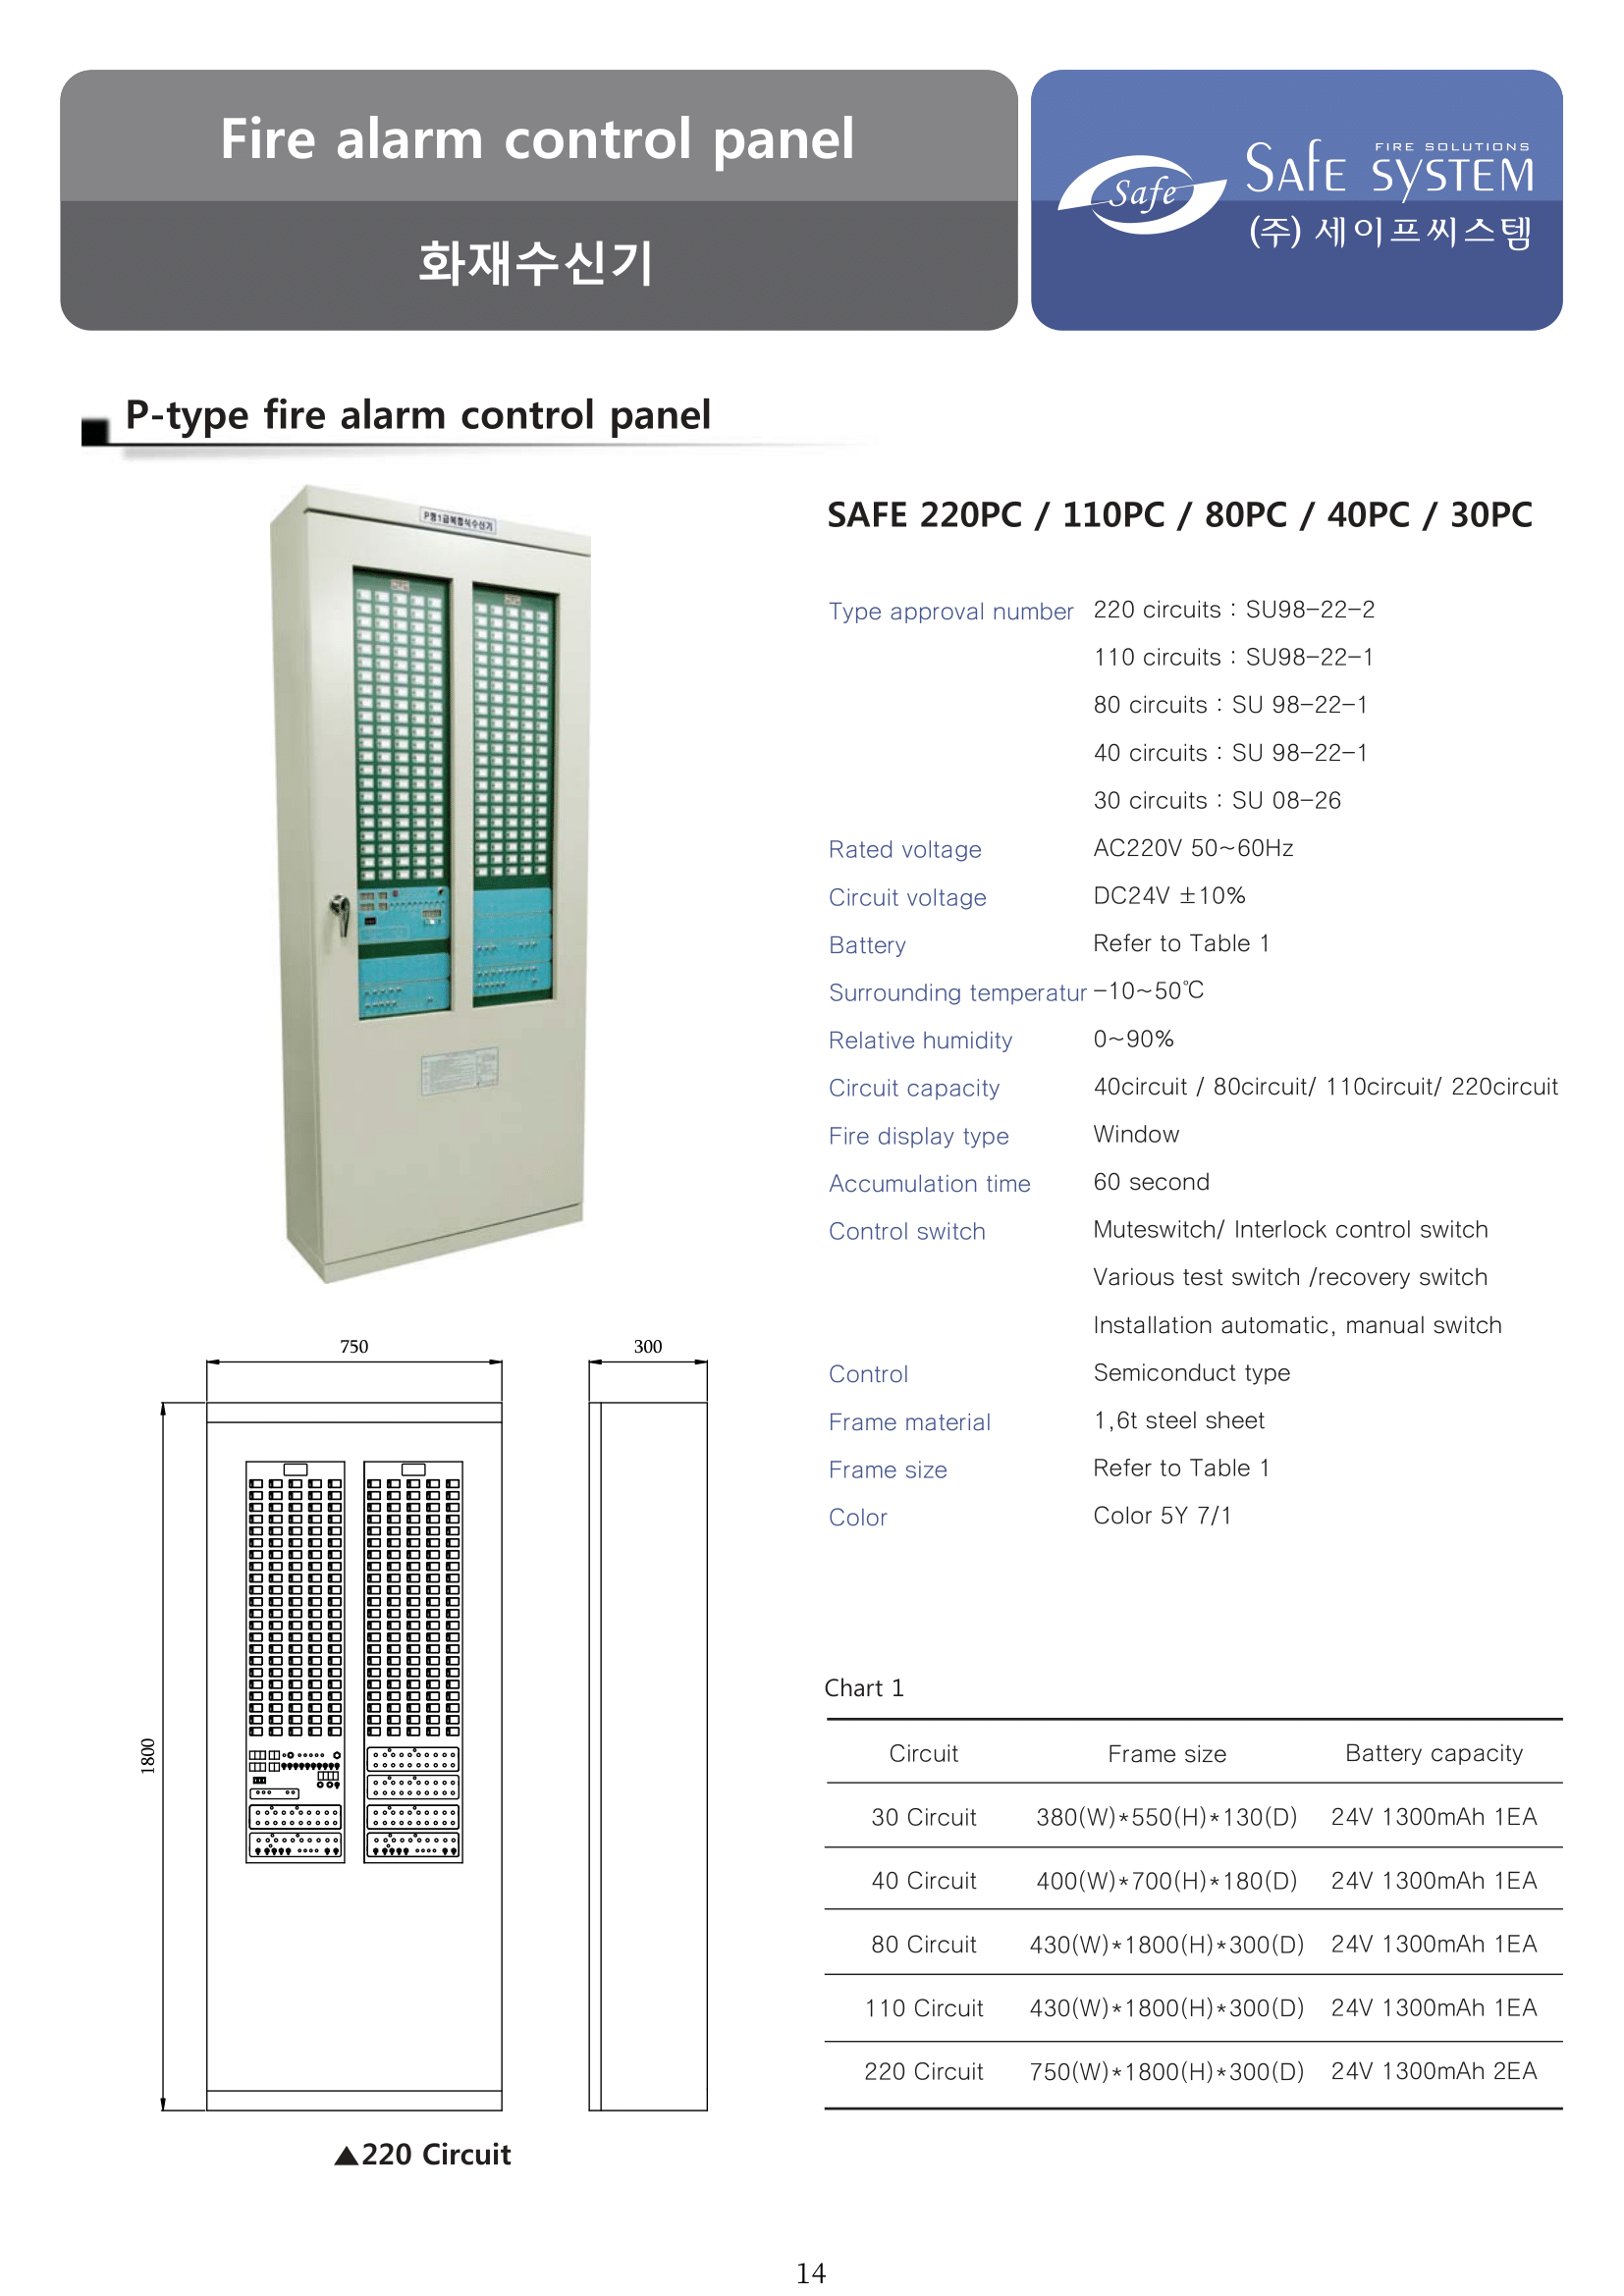 Fire alarm control panel
화재수신기
Safe
FIRE SOLUTIONS
SAfE SYSTEM
(주) 세이프씨스템
P-type fire alarm control panel
P형1급복합식수신기
SAFE 220PC / 110PC / 80PC / 40PC / 30PC
Type approval number 220 circuits : SU98-22-2
110 circuits : SU98-22-1
80 circuits : SU 98-22-1
40 circuits : SU 98-22-1
30 circuits : SU 08-26
Rated voltage AC220V 50~60Hz
Circuit voltage DC24V ±10%
Battery Refer to Table 1
Surrounding temperatur -10~50℃
Relative humidity 0~90%
Circuit capacity 40circuit / 80circuit/ 110circuit/ 220circuit
Fire display type Window
Accumulation time 60 second
Control switch Muteswitch/ Interlock control switch
Various test switch /recovery switch
Installation automatic, manual switch
Control Semiconduct type
Frame material 1,6t steel sheet
Frame size Refer to Table 1
Color Color 5Y 7/1
750
300
1800
▲220 Circuit
Chart 1
Circuit Frame size Battery capacity
30 Circuit 380(W)*550(H)*130(D) 24V 1300mAh 1EA
40 Circuit 400(W)*700(H)*180(D) 24V 1300mAh 1EA
80 Circuit 430(W)*1800(H)*300(D) 24V 1300mAh 1EA
110 Circuit 430(W)*1800(H)*300(D) 24V 1300mAh 1EA
220 Circuit 750(W)*1800(H)*300(D) 24V 1300mAh 2EA
14